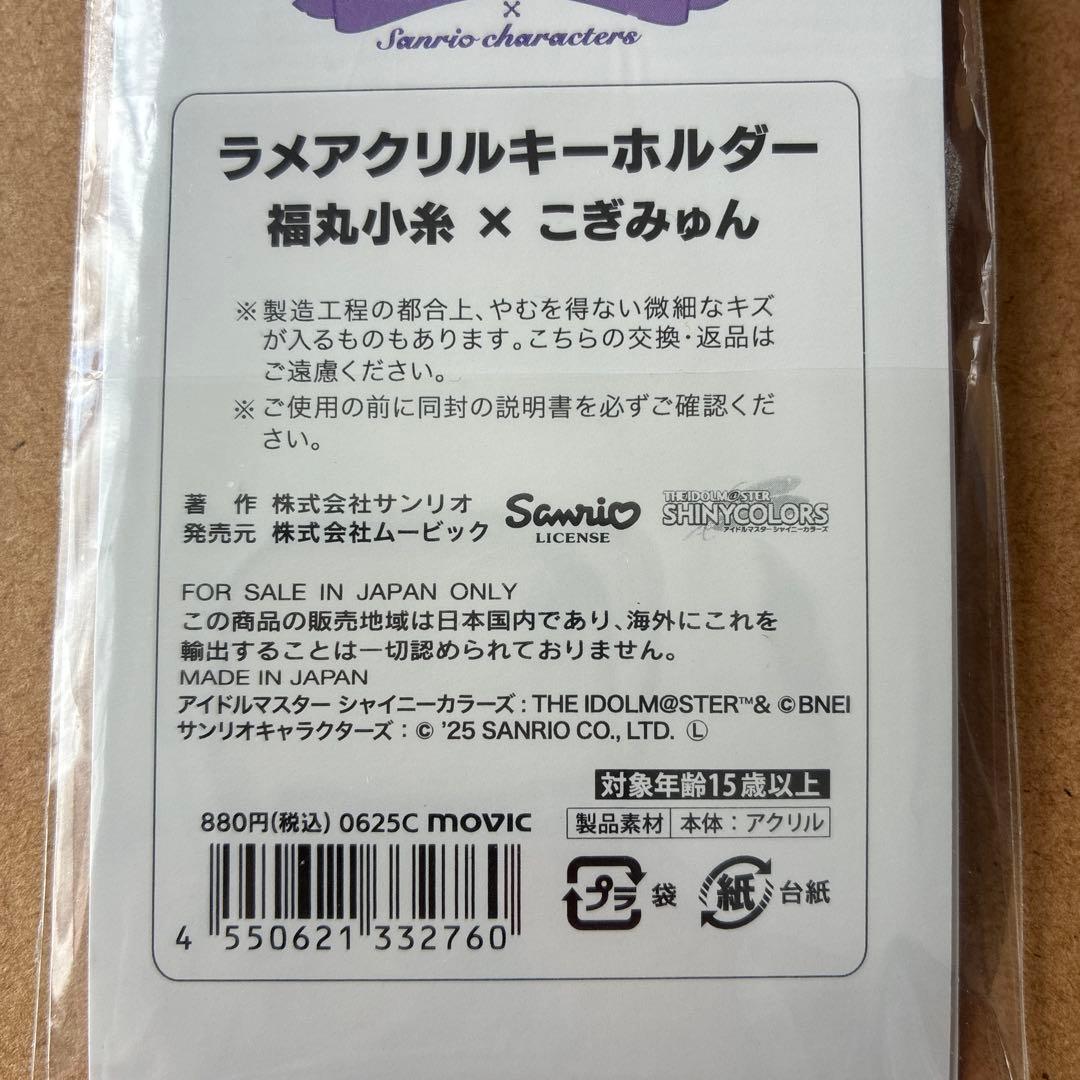 ×
Sanrio characters
ラメアクリルキーホルダー
福丸小糸 × こぎみゅん
※製造工程の都合上、やむを得ない微細なキズ
が入るものもあります。こちらの交換・返品は
ご遠慮ください。
※ご使用の前に同封の説明書を必ずご確認くだ
さい。
著 作 株式会社サンリオ
発売元 株式会社ムービック
Sanrio
LICENSE
THE IDOLM@STER
SHINYCOLORS
アイドルマスター シャイニーカラーズ
FOR SALE IN JAPAN ONLY
この商品の販売地域は日本国内であり、海外にこれを
輸出することは一切認められておりません。
MADE IN JAPAN
アイドルマスター シャイニーカラーズ : THE IDOLM@STER™& ©BNEI
サンリオキャラクターズ : © '25 SANRIO CO., LTD. Ⓛ
対象年齢15歳以上
880円(税込) 0625C movic
製品素材 本体 : アクリル
プラ 袋
紙 台紙
4 550621 332760